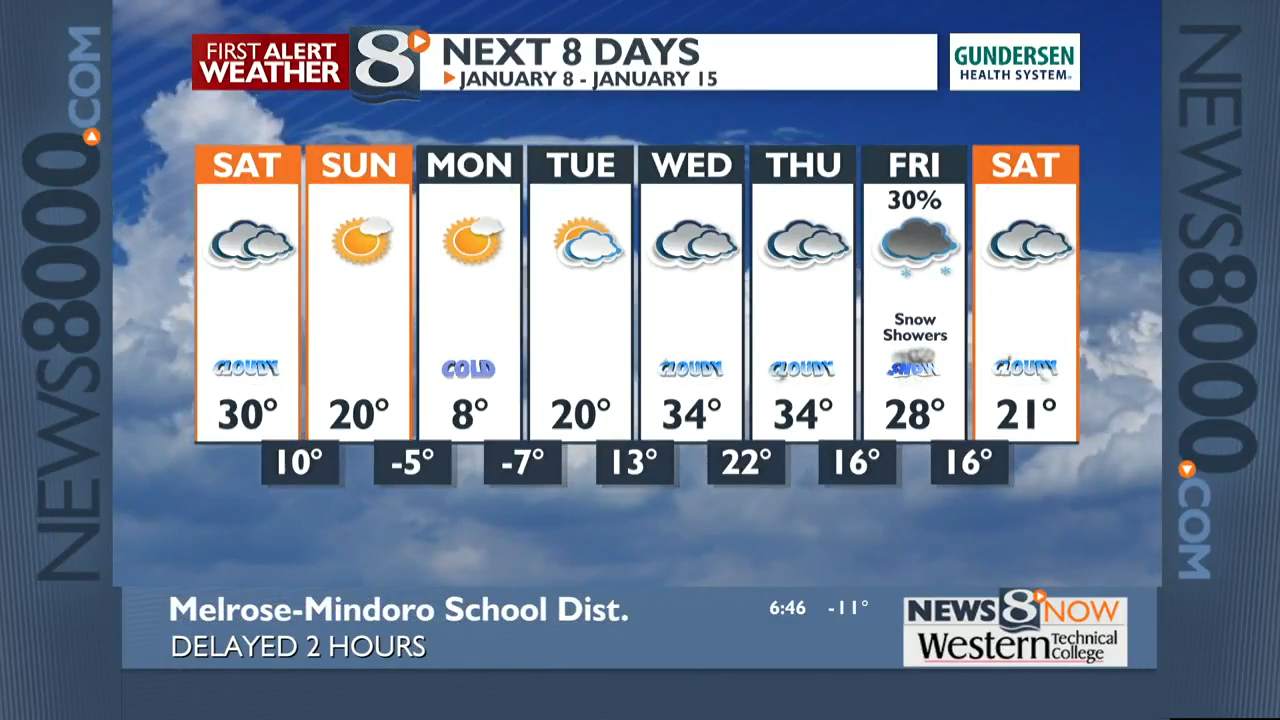 NEWS8000.COM
FIRST ALERT
WEATHER
8
NEXT 8 DAYS
JANUARY 8 - JANUARY 15
GUNDERSEN
HEALTH SYSTEM
NEWS8000.COM
SAT SUN MON TUE WED THU FRI SAT
30%
Snow
Showers
CLOUDY COLD CLOUDY CLOUDY SNOW CLOUDY
30° 20° 8° 20° 34° 34° 28° 21°
10° -5° -7° 13° 22° 16° 16°
Melrose-Mindoro School Dist.
DELAYED 2 HOURS
6:46 -11°
NEWS 8 NOW
Western Technical College